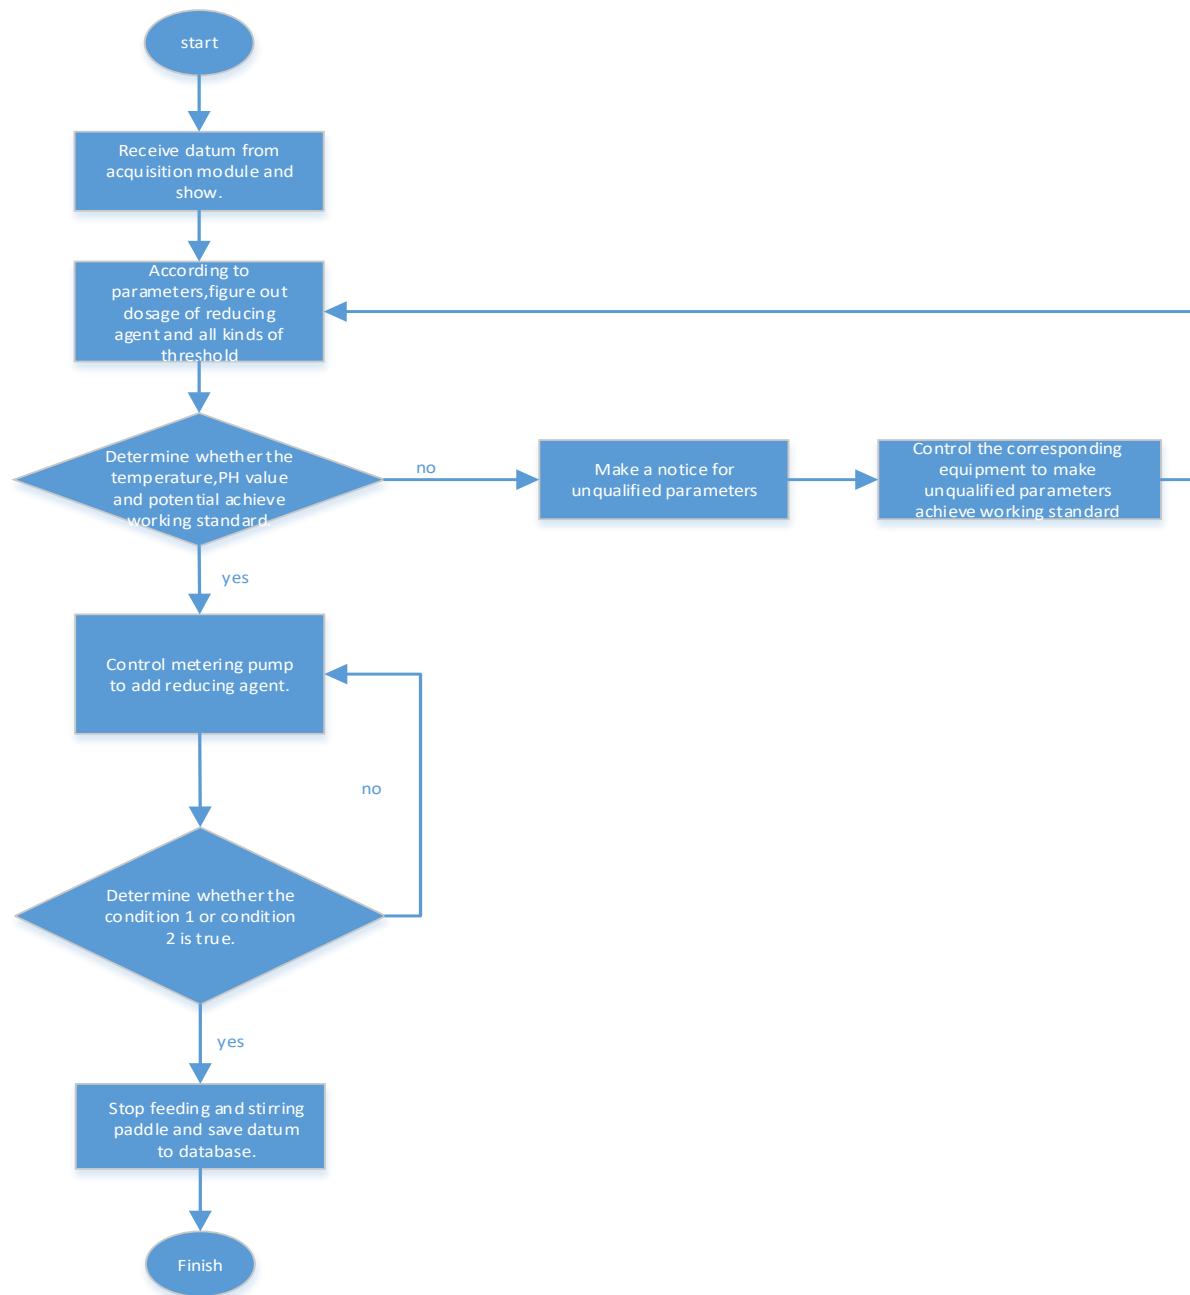 start
Receive datum from
acquisition module and
show.
According to
parameters,figure out
dosage of reducing
agent and all kinds of
threshold
Determine whether the
temperature,PH value
and potential achieve
working standard.
no
Make a notice for
unqualified parameters
Control the corresponding
equipment to make
unqualified parameters
achieve working standard
yes
Control metering pump
to add reducing agent.
no
Determine whether the
condition 1 or condition
2 is true.
yes
Stop feeding and stirring
paddle and save datum
to database.
Finish